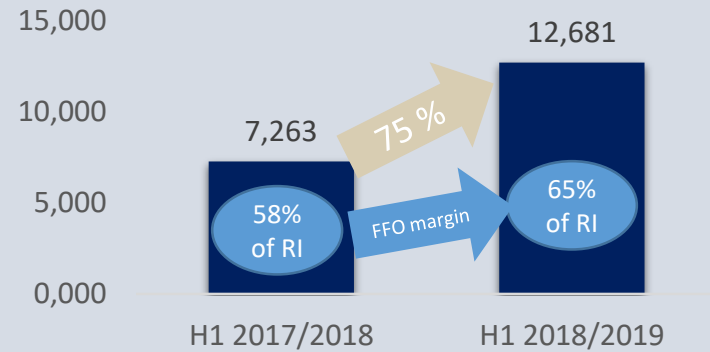 15,000
10,000
5,000
0,000
7,263
12,681
75 %
58%
of RI
FFO margin
65%
of RI
H1 2017/2018
H1 2018/2019